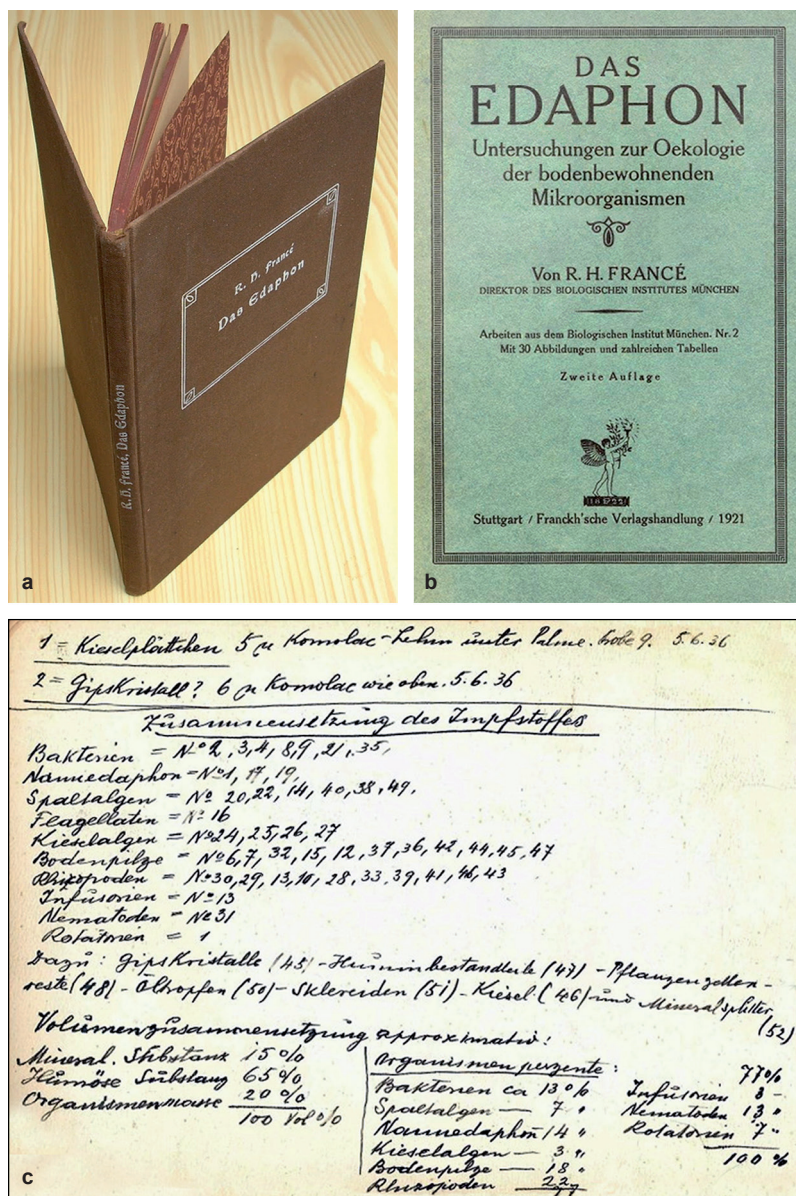 R. H. Francé
Das Edaphon
R. H. Francé, Das Edaphon
a
DAS
EDAPHON
Untersuchungen zur Oekologie
der bodenbewohnenden
Mikroorganismen
Von R. H. FRANCÉ
DIREKTOR DES BIOLOGISCHEN INSTITUTES MÜNCHEN
Arbeiten aus dem Biologischen Institut München. Nr. 2
Mit 30 Abbildungen und zahlreichen Tabellen
Zweite Auflage
1822
Stuttgart / Franckh'sche Verlagshandlung / 1921
b
1 = Kieselplättchen 5 µ Komolac-Lehm unter Palme. Probe 9. 5.6.36
2 = Gipskristall? 6 µ Komolac wie oben. 5.6.36
Zusammensetzung des Impfstoffes
Bakterien = No 2, 3, 4, 8, 9, 21, 35,
Nannedaphon = No 1, 17, 19,
Spaltalgen = No 20, 22, 14, 40, 38, 49,
Flagellaten = No 16
Kieselalgen = No 24, 25, 26, 27
Bodenpilze = No 6, 7, 32, 15, 12, 37, 36, 42, 44, 45, 47
Rhizopoden = No 30, 29, 13, 10, 28, 33, 39, 41, 46, 43
Infusorien = No 13
Nematoden = No 31
Rotatorien = 1
Dazu: Gipskristalle (45) - Huminbestandteile (47) - Pflanzenzellen-
reste (48) - Öltropfen (50) - Sklereiden (51) - Kiesel (46) und Mineralsplitter
(52)
Volumenzusammensetzung approximativ:
Mineral. Substanz 15 %
Humöse Substanz 65 %
Organismenmasse 20 %
100 Vol %
Organismenperzente:
Bakterien ca 13 %
Spaltalgen — 7 "
Nannedaphon 14 "
Kieselalgen — 3 "
Bodenpilze — 18 "
Rhizopoden 22
77 %
Infusorien 3 -
Nematoden 13 "
Rotatorien 7 "
100 %
c